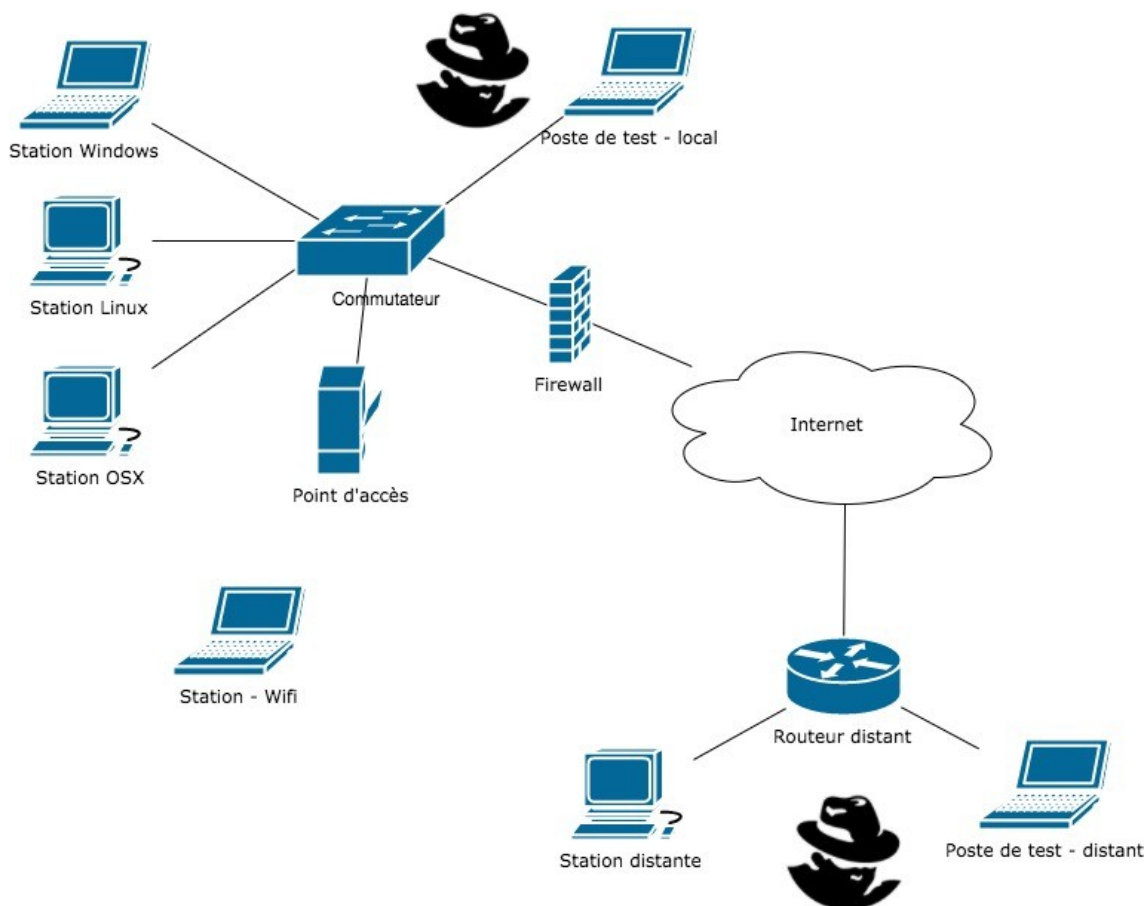 Station Windows
Poste de test - local
Station Linux
Commutateur
Firewall
Station OSX
Point d'accès
Internet
Station - Wifi
Routeur distant
Station distante
Poste de test - distant